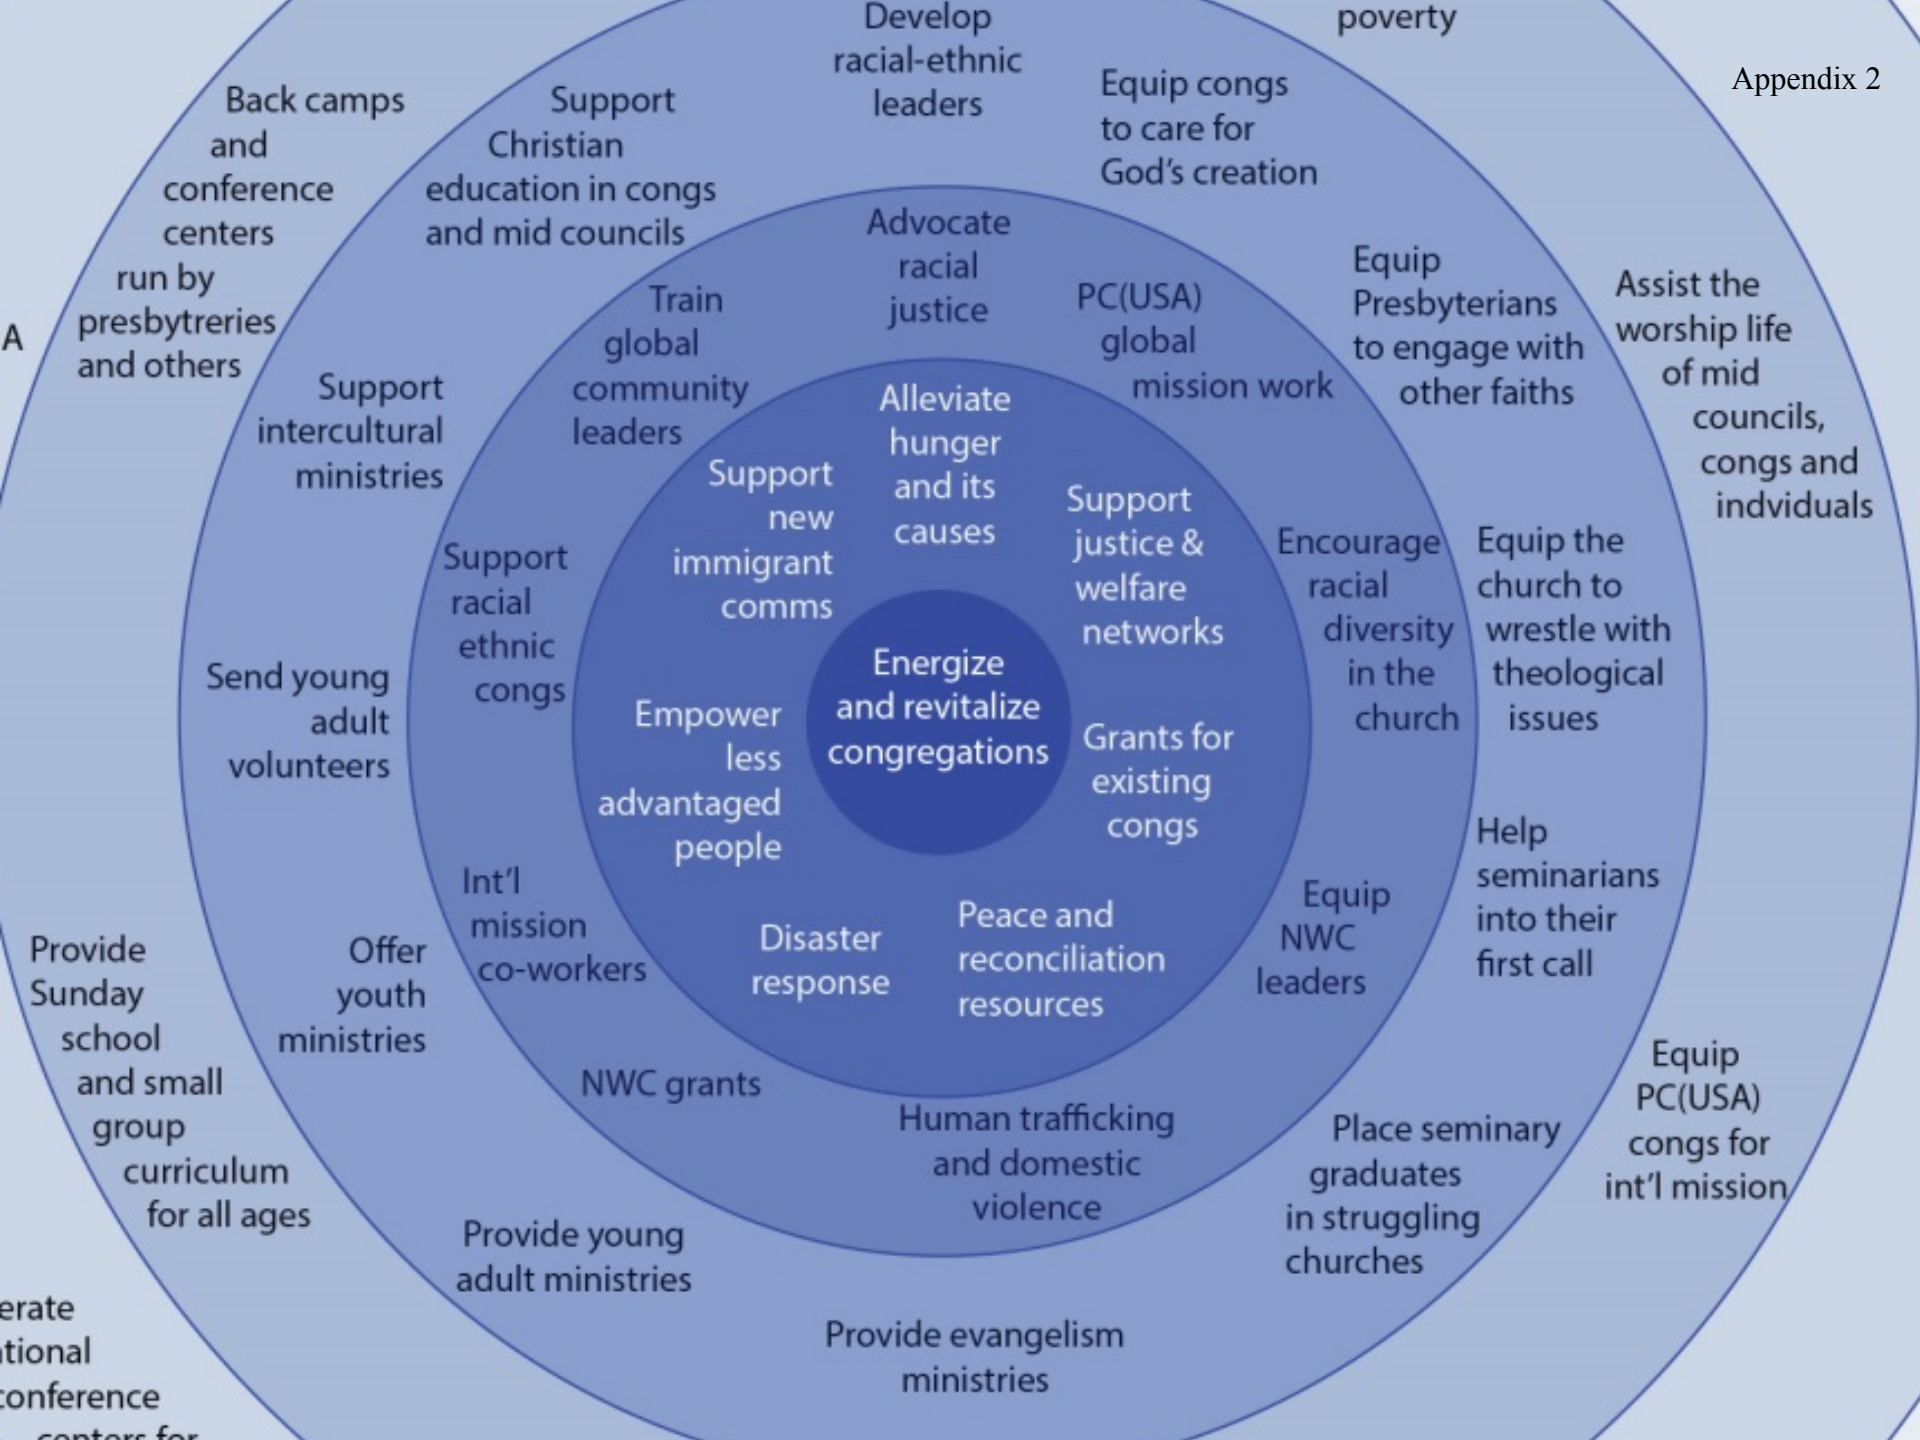 Develop
racial-ethnic
leaders
poverty
Appendix 2
Equip congs
to care for
God's creation
Back camps
and
conference
centers
run by
presbytreries
and others
Support
Christian
education in congs
and mid councils
Advocate
racial
justice
Train
global
community
leaders
PC(USA)
global
mission work
Equip
Presbyterians
to engage with
other faiths
Assist the
worship life
of mid
councils,
congs and
indviduals
A
Support
intercultural
ministries
Alleviate
hunger
and its
causes
Support
new
immigrant
comms
Support
justice &
welfare
networks
Encourage
racial
diversity
in the
church
Equip the
church to
wrestle with
theological
issues
Support
racial
ethnic
congs
Energize
and revitalize
congregations
Send young
adult
volunteers
Empower
less
advantaged
people
Grants for
existing
congs
Help
seminarians
into their
first call
Int'l
mission
co-workers
Disaster
response
Peace and
reconciliation
resources
Equip
NWC
leaders
Provide
Sunday
school
and small
group
curriculum
for all ages
Offer
youth
ministries
NWC grants
Human trafficking
and domestic
violence
Place seminary
graduates
in struggling
churches
Equip
PC(USA)
congs for
int'l mission
Provide young
adult ministries
Provide evangelism
ministries
erate
tional
conference
centers for